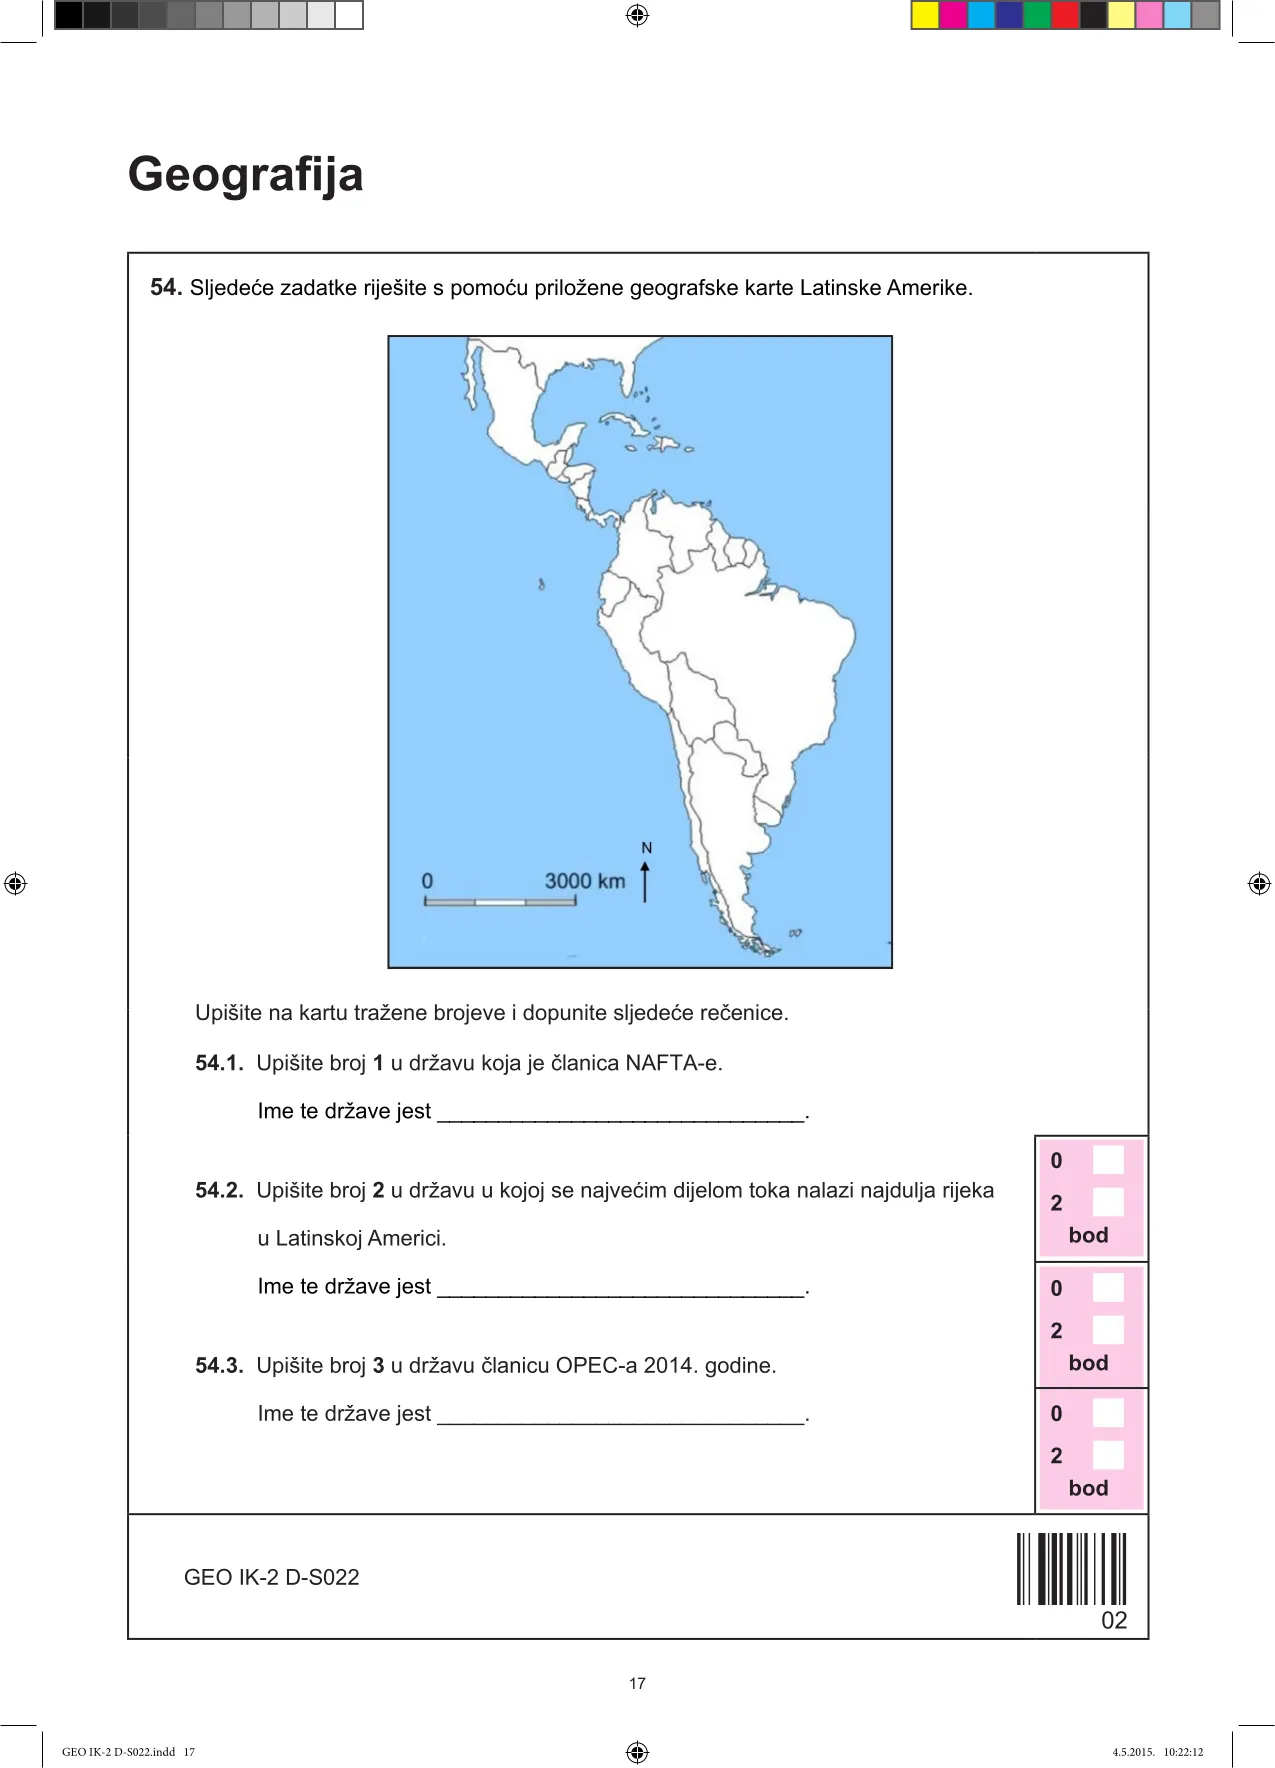 Geografija
54. Sljedeće zadatke riješite s pomoću priložene geografske karte Latinske Amerike.
N
0 3000 km
Upišite na kartu tražene brojeve i dopunite sljedeće rečenice.
54.1. Upišite broj 1 u državu koja je članica NAFTA-e.
Ime te države jest ______________________________.
0
54.2. Upišite broj 2 u državu u kojoj se najvećim dijelom toka nalazi najdulja rijeka
2
u Latinskoj Americi.
bod
Ime te države jest ______________________________.
0
2
54.3. Upišite broj 3 u državu članicu OPEC-a 2014. godine.
bod
Ime te države jest ______________________________.
0
2
bod
GEO IK-2 D-S022
02
17
GEO IK-2 D-S022.indd 17 4.5.2015. 10:22:12